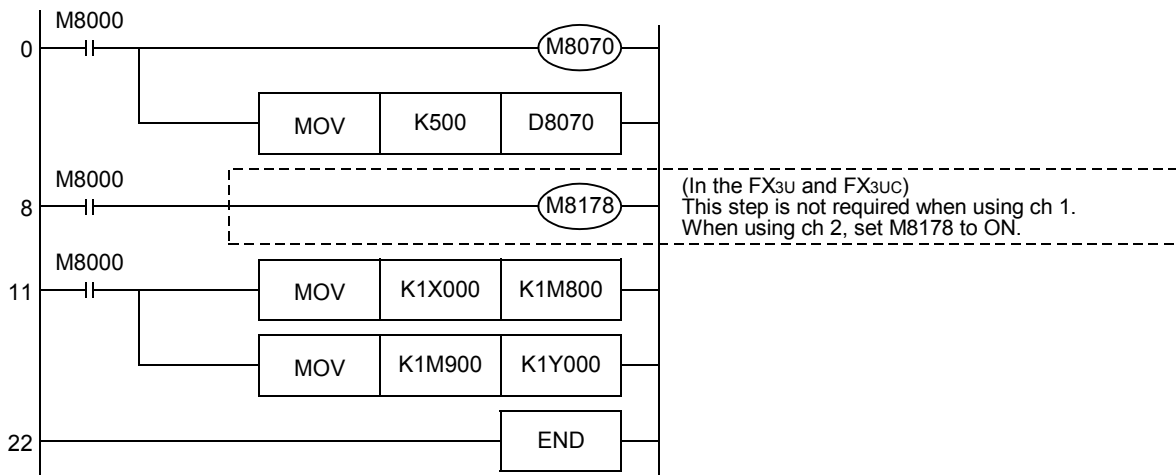 M8000
0 M8070
MOV K500 D8070
M8000
8 M8178
(In the FX3U and FX3UC)
This step is not required when using ch 1.
When using ch 2, set M8178 to ON.
M8000
11 MOV K1X000 K1M800
MOV K1M900 K1Y000
22 END